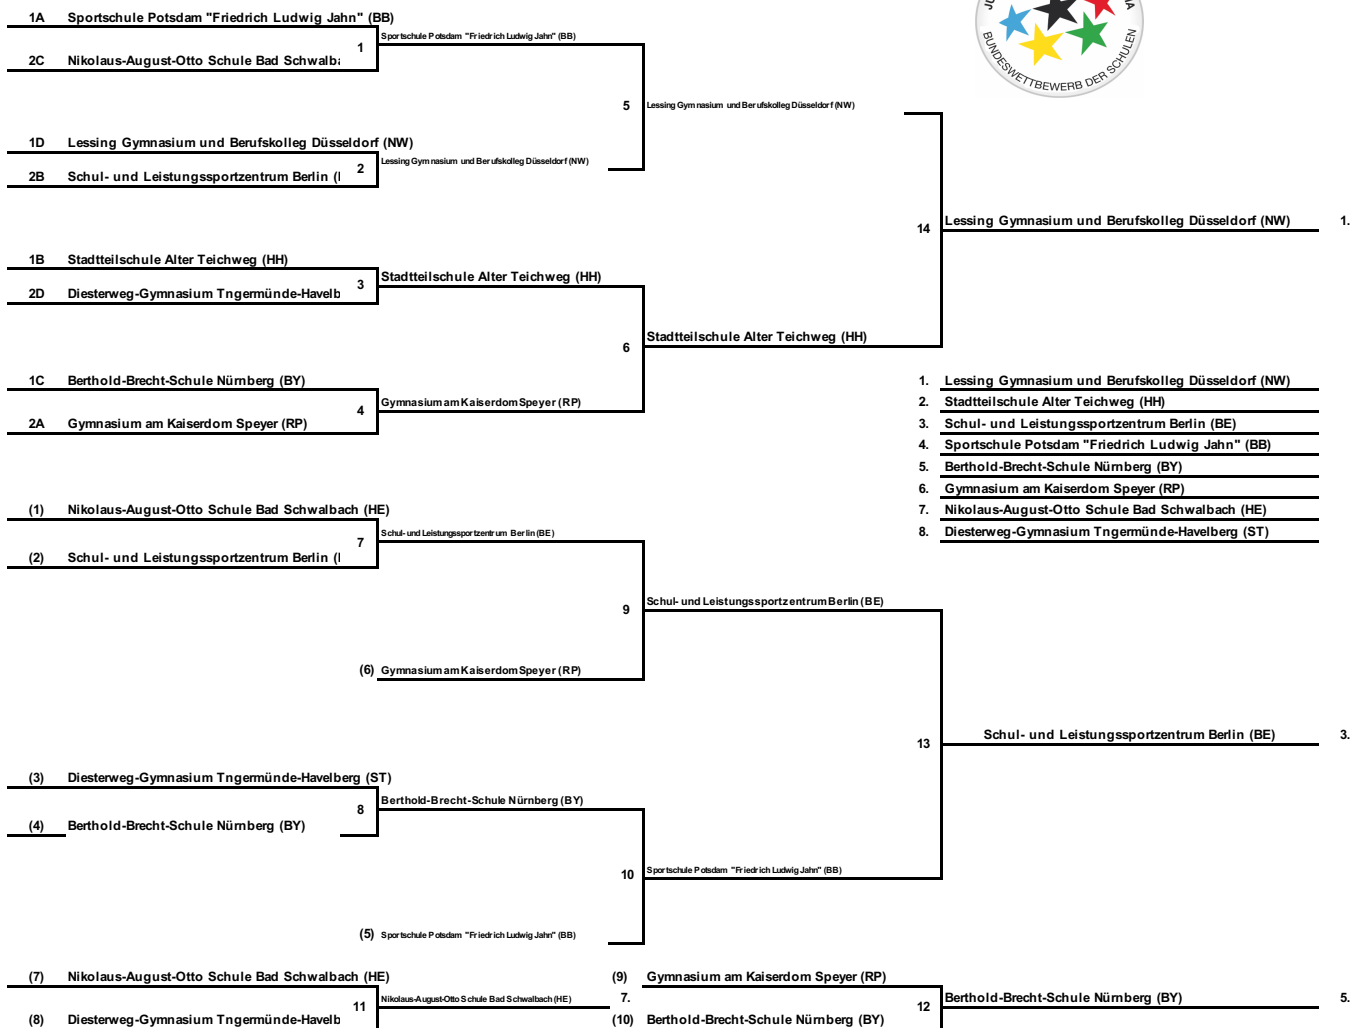 1A Sportschule Potsdam "Friedrich Ludwig Jahn" (BB)
1 Sportschule Potsdam "Friedrich Ludwig Jahn" (BB)
2C Nikolaus-August-Otto Schule Bad Schwalba
BUNDESWETTBEWERB DER SCHULEN
5 Lessing Gymnasium und Berufskolleg Düsseldorf (NW)
1D Lessing Gymnasium und Berufskolleg Düsseldorf (NW)
2 Lessing Gymnasium und Berufskolleg Düsseldorf (NW)
2B Schul- und Leistungssportzentrum Berlin (
14 Lessing Gymnasium und Berufskolleg Düsseldorf (NW) 1.
1B Stadtteilschule Alter Teichweg (HH)
3 Stadtteilschule Alter Teichweg (HH)
2D Diesterweg-Gymnasium Tngermünde-Havelb
6 Stadtteilschule Alter Teichweg (HH)
1C Berthold-Brecht-Schule Nürnberg (BY)
4 Gymnasium am Kaiserdom Speyer (RP)
2A Gymnasium am Kaiserdom Speyer (RP)
1. Lessing Gymnasium und Berufskolleg Düsseldorf (NW)
2. Stadtteilschule Alter Teichweg (HH)
3. Schul- und Leistungssportzentrum Berlin (BE)
4. Sportschule Potsdam "Friedrich Ludwig Jahn" (BB)
5. Berthold-Brecht-Schule Nürnberg (BY)
6. Gymnasium am Kaiserdom Speyer (RP)
7. Nikolaus-August-Otto Schule Bad Schwalbach (HE)
8. Diesterweg-Gymnasium Tngermünde-Havelberg (ST)
(1) Nikolaus-August-Otto Schule Bad Schwalbach (HE)
7 Schul- und Leistungssportzentrum Berlin (BE)
(2) Schul- und Leistungssportzentrum Berlin (
9 Schul- und Leistungssportzentrum Berlin (BE)
(6) Gymnasium am Kaiserdom Speyer (RP)
13 Schul- und Leistungssportzentrum Berlin (BE) 3.
(3) Diesterweg-Gymnasium Tngermünde-Havelberg (ST)
8 Berthold-Brecht-Schule Nürnberg (BY)
(4) Berthold-Brecht-Schule Nürnberg (BY)
10 Sportschule Potsdam "Friedrich Ludwig Jahn" (BB)
(5) Sportschule Potsdam "Friedrich Ludwig Jahn" (BB)
(7) Nikolaus-August-Otto Schule Bad Schwalbach (HE)
11 Nikolaus-August-Otto Schule Bad Schwalbach (HE) 7.
(8) Diesterweg-Gymnasium Tngermünde-Havelb
(9) Gymnasium am Kaiserdom Speyer (RP)
12 Berthold-Brecht-Schule Nürnberg (BY) 5.
(10) Berthold-Brecht-Schule Nürnberg (BY)